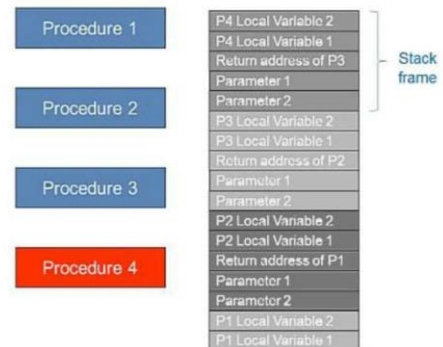 Procedure 1
Procedure 2
Procedure 3
Procedure 4
P4 Local Variable 2
P4 Local Variable 1
Return address of P3
Parameter 1
Parameter 2
P3 Local Variable 2
P3 Local Variable 1
Return address of P2
Parameter 1
Parameter 2
P2 Local Variable 2
P2 Local Variable 1
Return address of P1
Parameter 1
Parameter 2
P1 Local Variable 2
P1 Local Variable 1
Stack
frame